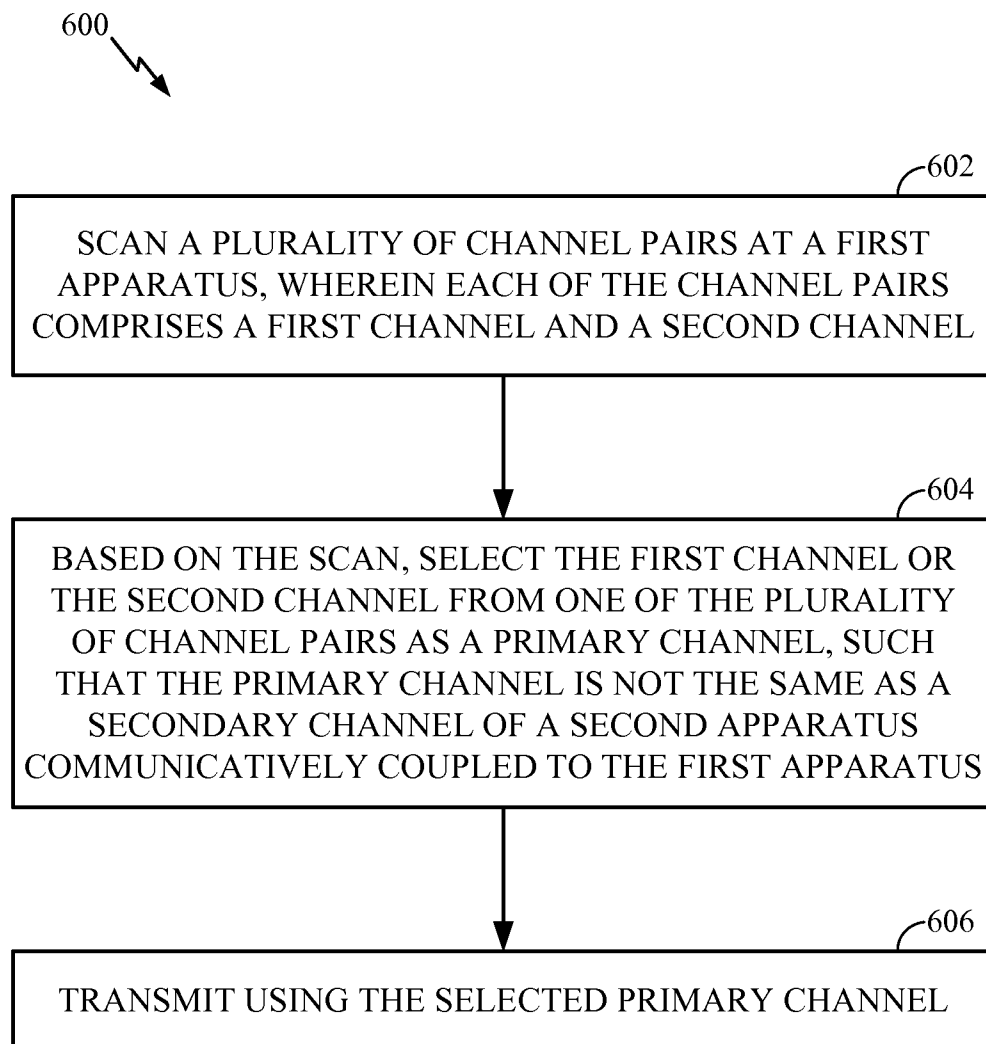 600
602
SCAN A PLURALITY OF CHANNEL PAIRS AT A FIRST
APPARATUS, WHEREIN EACH OF THE CHANNEL PAIRS
COMPRISES A FIRST CHANNEL AND A SECOND CHANNEL
604
BASED ON THE SCAN, SELECT THE FIRST CHANNEL OR
THE SECOND CHANNEL FROM ONE OF THE PLURALITY
OF CHANNEL PAIRS AS A PRIMARY CHANNEL, SUCH
THAT THE PRIMARY CHANNEL IS NOT THE SAME AS A
SECONDARY CHANNEL OF A SECOND APPARATUS
COMMUNICATIVELY COUPLED TO THE FIRST APPARATUS
606
TRANSMIT USING THE SELECTED PRIMARY CHANNEL